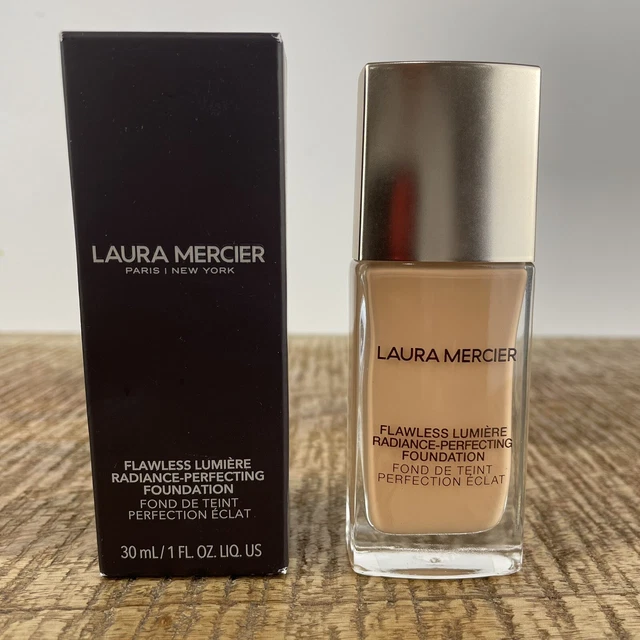 LAURA MERCIER
PARIS | NEW YORK
FLAWLESS LUMIÈRE
RADIANCE-PERFECTING
FOUNDATION
FOND DE TEINT
PERFECTION ÉCLAT
30 mL/1 FL. OZ. LIQ. US
LAURA MERCIER
FLAWLESS LUMIÈRE
RADIANCE-PERFECTING
FOUNDATION
FOND DE TEINT
PERFECTION ÉCLAT